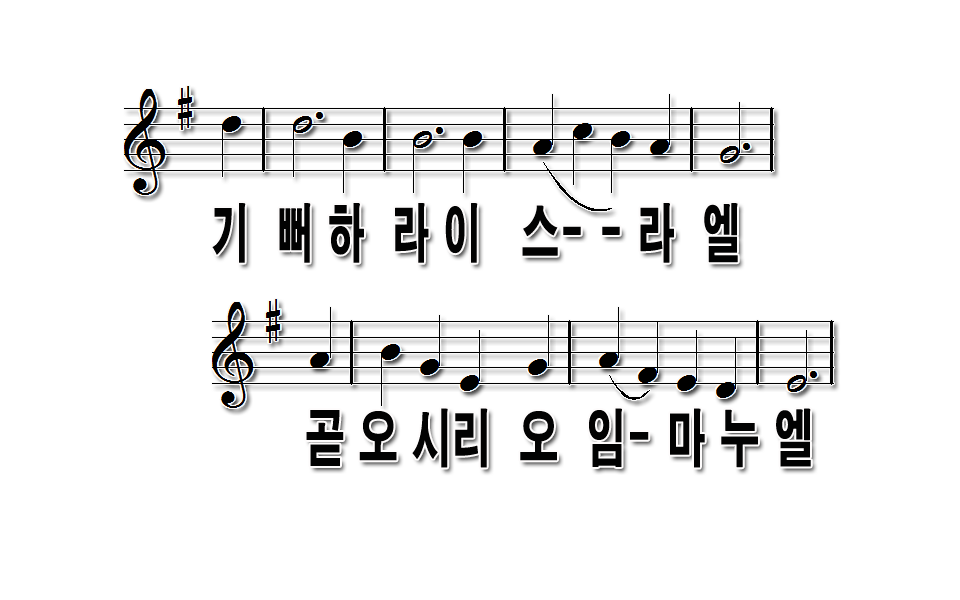 기 뻐 하 라 이 스- - 라 엘
곧 오 시 리 오 임- 마 누 엘